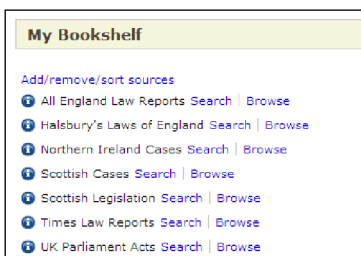 My Bookshelf
Add/remove/sort sources
All England Law Reports Search | Browse
Halsbury's Laws of England Search | Browse
Northern Ireland Cases Search | Browse
Scottish Cases Search | Browse
Scottish Legislation Search | Browse
Times Law Reports Search | Browse
UK Parliament Acts Search | Browse